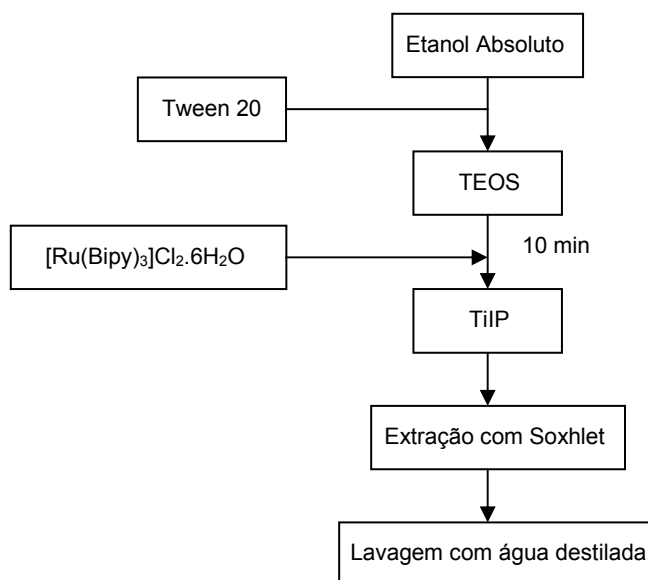 Etanol Absoluto
Tween 20
TEOS
10 min
[Ru(Bipy)₃]Cl₂.6H₂O
TiIP
Extração com Soxhlet
Lavagem com água destilada